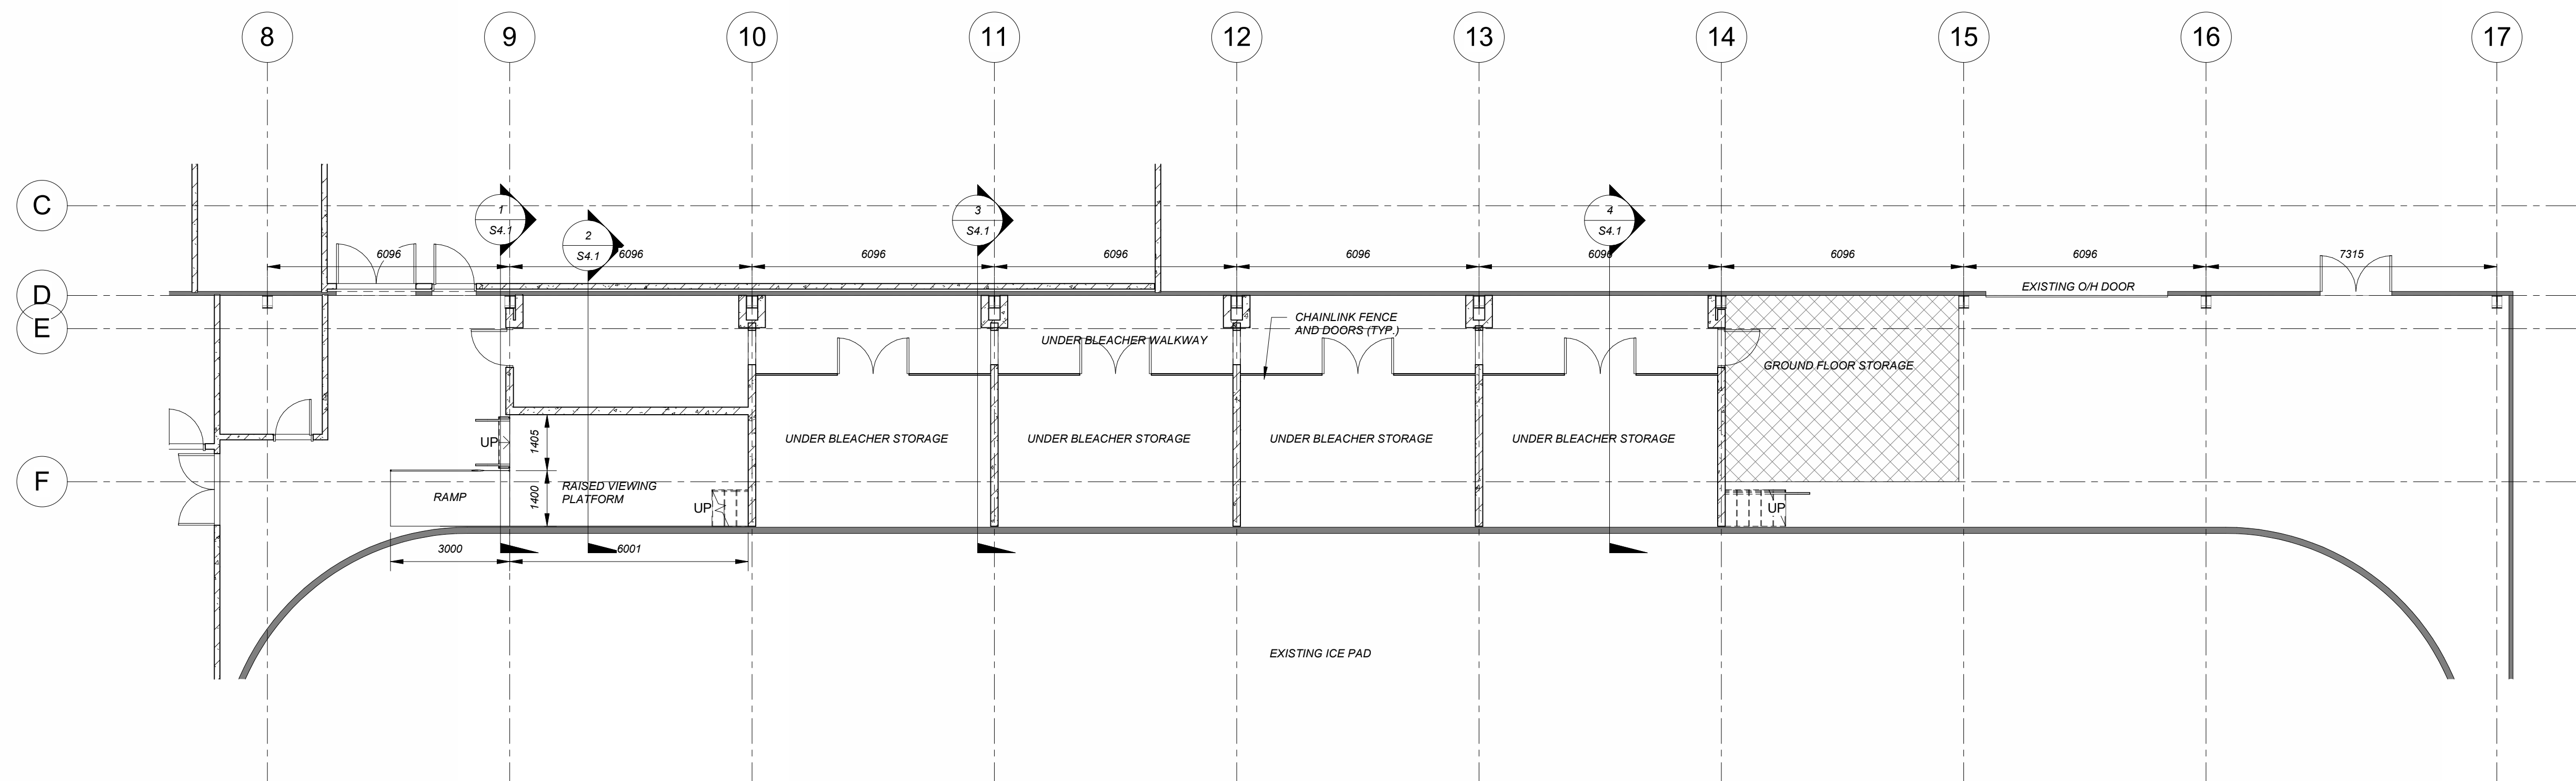 8
9
10
11
12
13
14
15
16
17
C
1
S4.1
3
S4.1
4
S4.1
2
S4.1
6096
6096
6096
6096
6096
6096
6096
6096
7315
D
EXISTING O/H DOOR
E
CHAINLINK FENCE
AND DOORS (TYP.)
UNDER BLEACHER WALKWAY
GROUND FLOOR STORAGE
UP
1405
UNDER BLEACHER STORAGE
UNDER BLEACHER STORAGE
UNDER BLEACHER STORAGE
UNDER BLEACHER STORAGE
F
RAMP
1400
RAISED VIEWING
PLATFORM
UP
UP
3000
6001
EXISTING ICE PAD